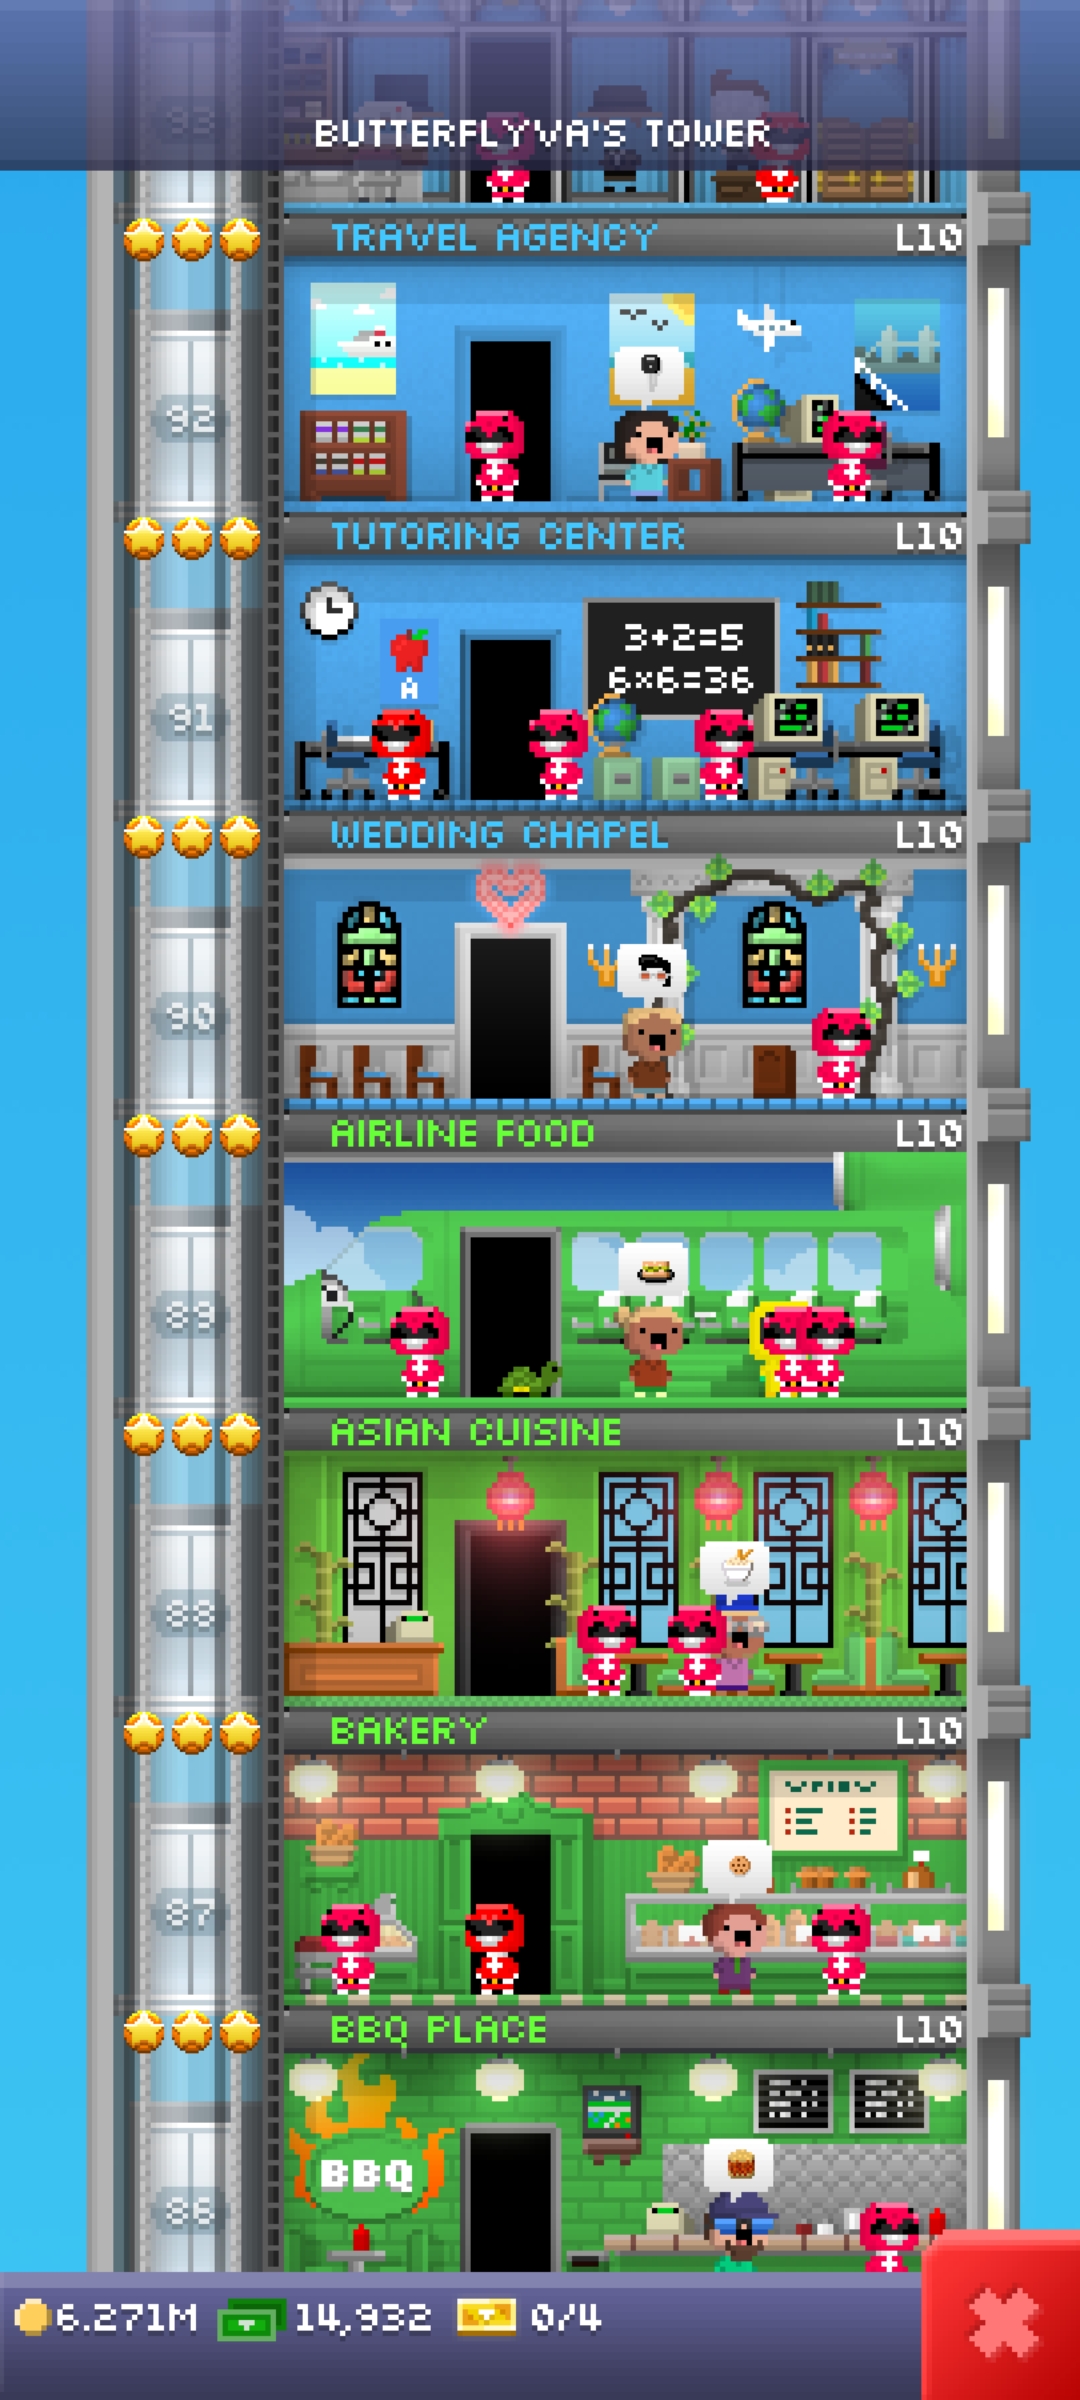 93
BUTTERFLYVA'S TOWER
TRAVEL AGENCY L10
92
TUTORING CENTER L10
3+2=5
6×6=36
A
91
WEDDING CHAPEL L10
90
AIRLINE FOOD L10
89
ASIAN CUISINE L10
88
BAKERY L10
87
BBQ PLACE L10
BBQ
86
6.271M 14,932 0/4